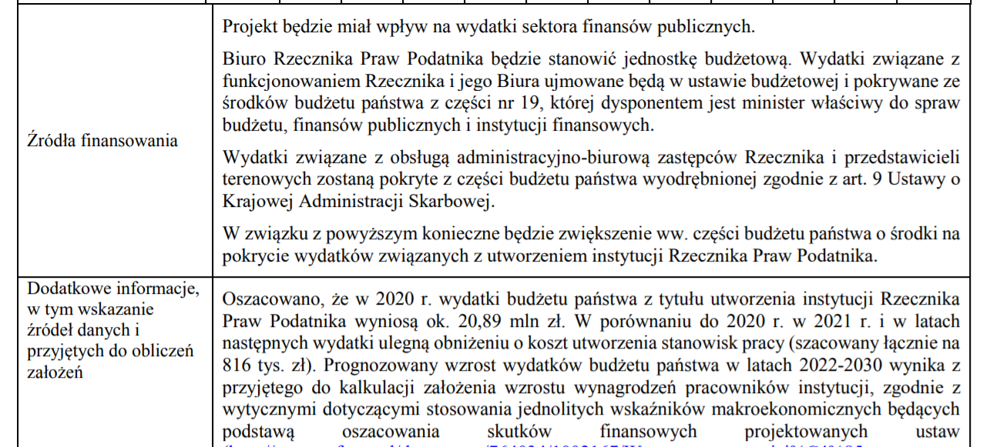 Projekt będzie miał wpływ na wydatki sektora finansów publicznych.
Biuro Rzecznika Praw Podatnika będzie stanowić jednostkę budżetową. Wydatki związane z
funkcjonowaniem Rzecznika i jego Biura ujmowane będą w ustawie budżetowej i pokrywane ze
środków budżetu państwa z części nr 19, której dysponentem jest minister właściwy do spraw
budżetu, finansów publicznych i instytucji finansowych.
Źródła finansowania
Wydatki związane z obsługą administracyjno-biurową zastępców Rzecznika i przedstawicieli
terenowych zostaną pokryte z części budżetu państwa wyodrębnionej zgodnie z art. 9 Ustawy o
Krajowej Administracji Skarbowej.
W związku z powyższym konieczne będzie zwiększenie ww. części budżetu państwa o środki na
pokrycie wydatków związanych z utworzeniem instytucji Rzecznika Praw Podatnika.
Dodatkowe informacje,
w tym wskazanie
źródeł danych i
przyjętych do obliczeń
założeń
Oszacowano, że w 2020 r. wydatki budżetu państwa z tytułu utworzenia instytucji Rzecznika
Praw Podatnika wyniosą ok. 20,89 mln zł. W porównaniu do 2020 r. w 2021 r. i w latach
następnych wydatki ulegną obniżeniu o koszt utworzenia stanowisk pracy (szacowany łącznie na
816 tys. zł). Prognozowany wzrost wydatków budżetu państwa w latach 2022-2030 wynika z
przyjętego do kalkulacji założenia wzrostu wynagrodzeń pracowników instytucji, zgodnie z
wytycznymi dotyczącymi stosowania jednolitych wskaźników makroekonomicznych będących
podstawą oszacowania skutków finansowych projektowanych ustaw